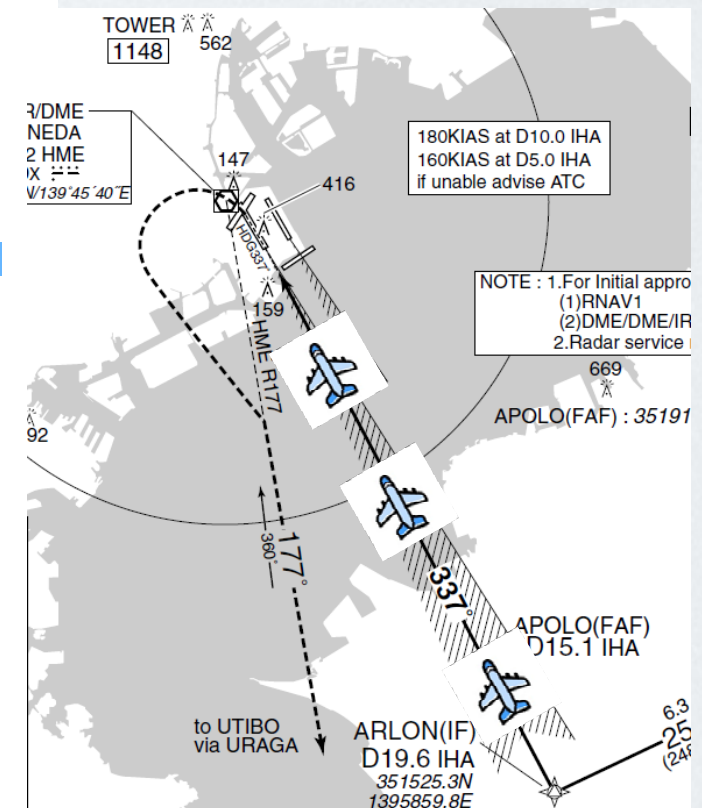 TOWER
562
1148
R/DME
NEDA
2 HME
N/139°45´40˝E
147
416
180KIAS at D10.0 IHA
160KIAS at D5.0 IHA
if unable advise ATC
HDG337°
NOTE : 1.For Initial appro
(1)RNAV1
(2)DME/DME/IR
2.Radar service
159
HME R177
669
92
APOLO(FAF) : 35191
177°
360°
337°
APOLO(FAF)
D15.1 IHA
to UTIBO
via URAGA
ARLON(IF)
D19.6 IHA
351525.3N
1395859.8E
6.3
25
(248